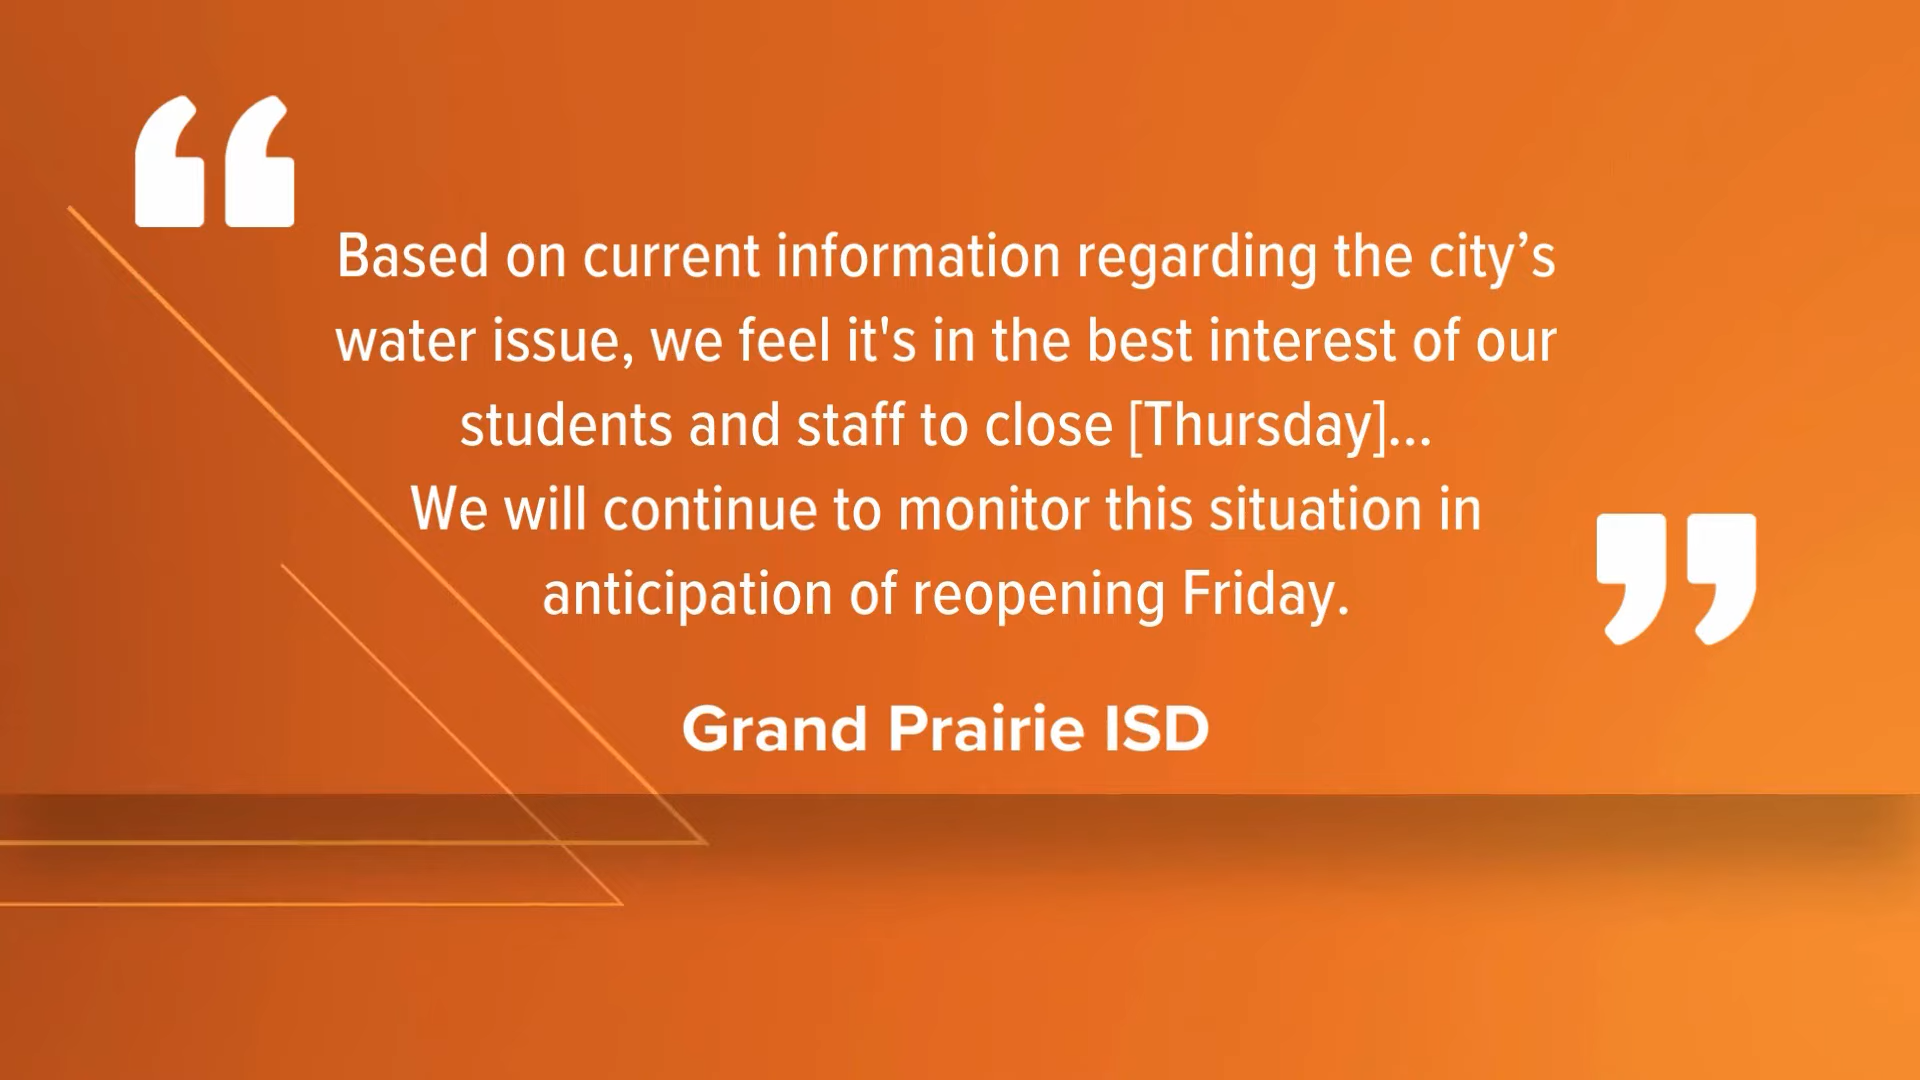 “
Based on current information regarding the city’s
water issue, we feel it's in the best interest of our
students and staff to close [Thursday]...
We will continue to monitor this situation in
anticipation of reopening Friday.
”
Grand Prairie ISD